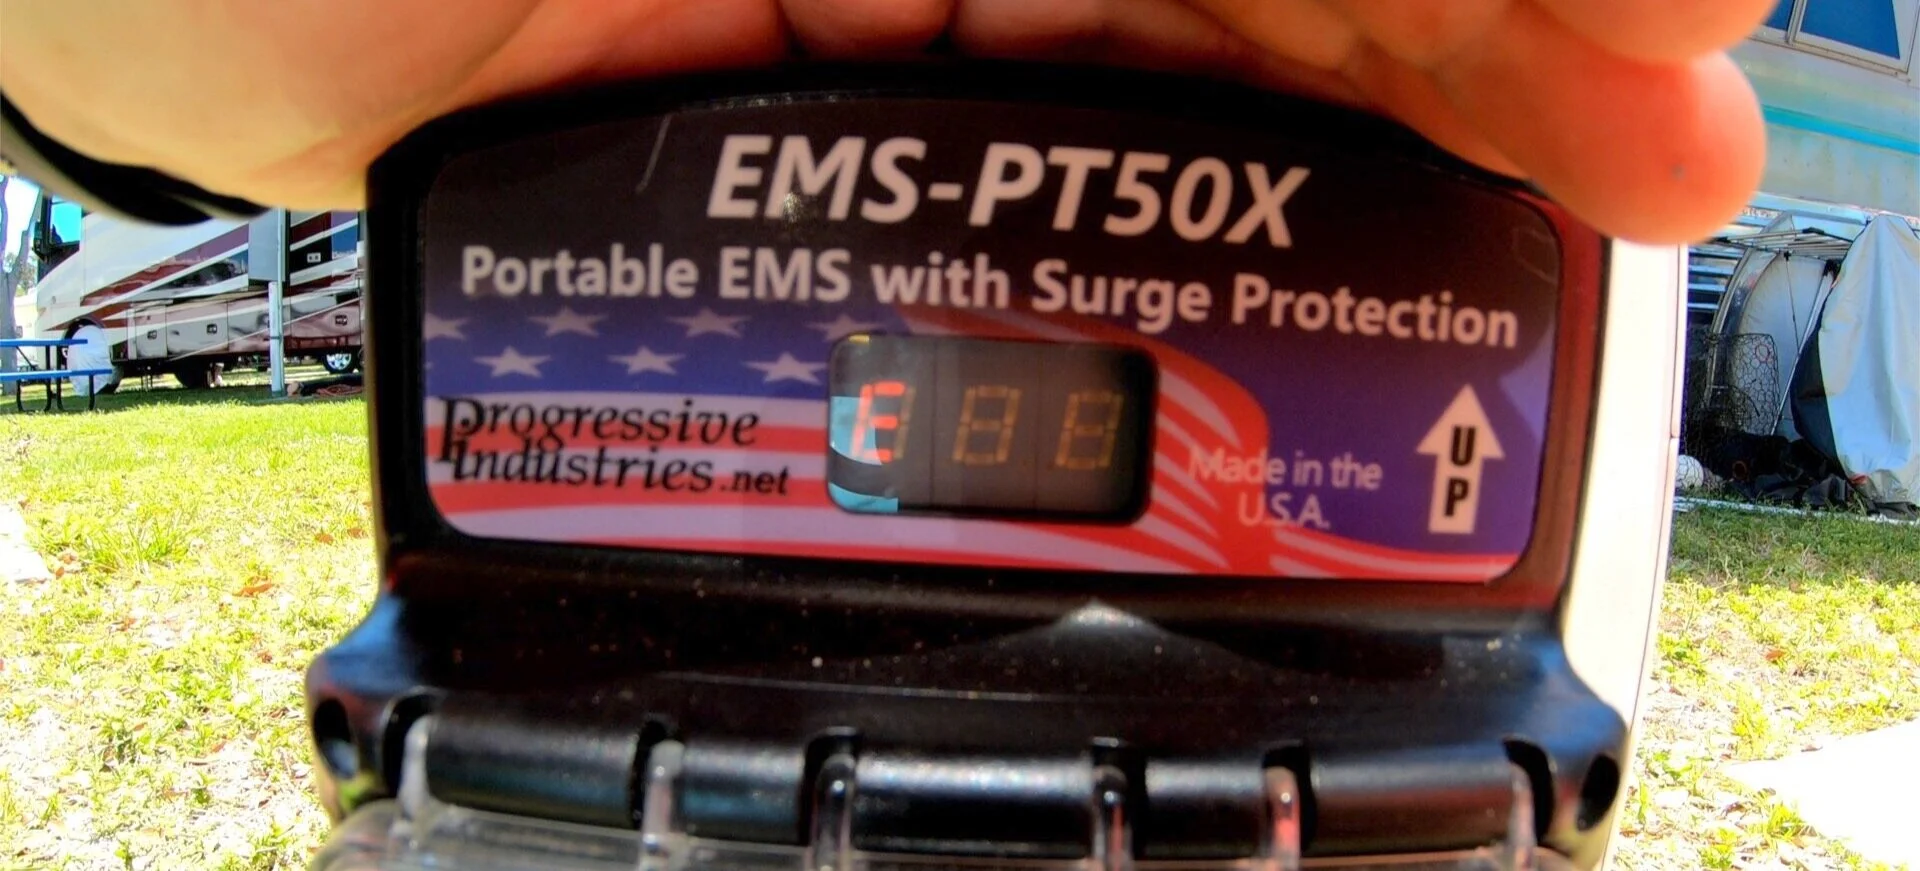 EMS-PT50X
Portable EMS with Surge Protection
Progressive
Industries.net
E
Made in the
U.S.A.
UP